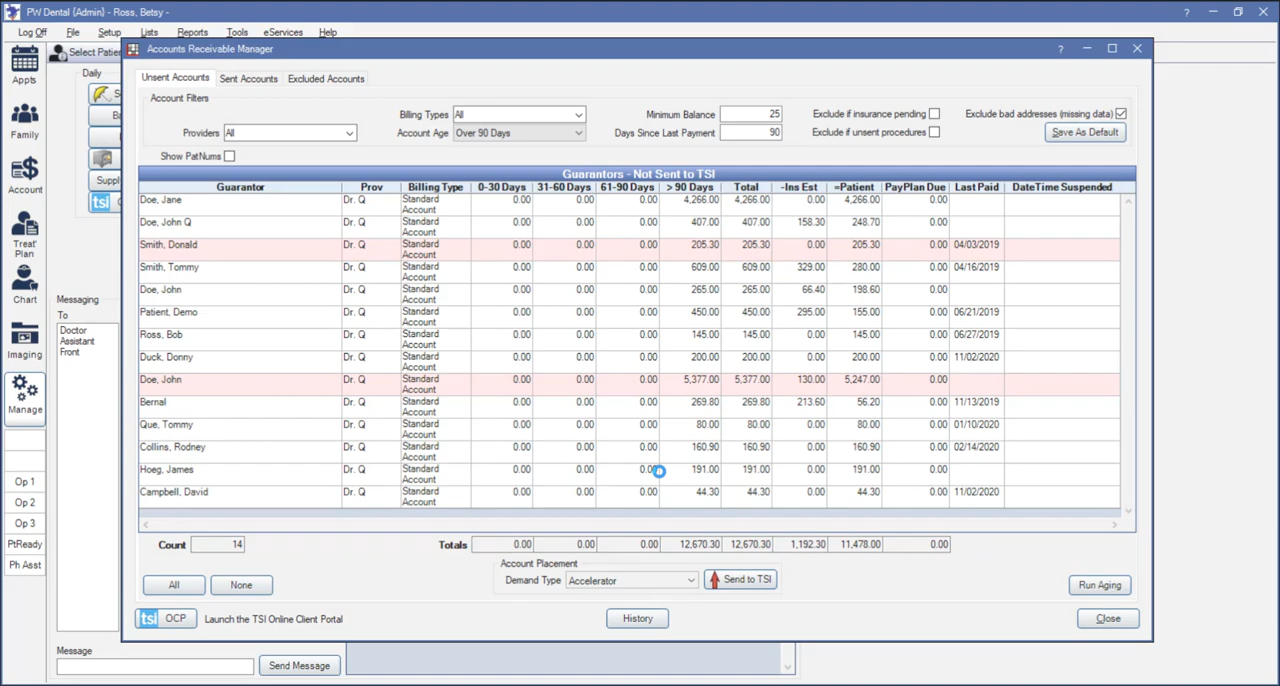 PW Dental {Admin} - Ross, Betsy -
Log Off File Setup Lists Reports Tools eServices Help
Select Patie
Appts
Family
Account
Treat'
Plan
Chart
Imaging
Manage
Op 1
Op 2
Op 3
PtReady
Ph Asst
Daily
S
Ba
Suppl
tsi
Messaging
To
Doctor
Assistant
Front
Message
Send Message
Accounts Receivable Manager
Unsent Accounts Sent Accounts Excluded Accounts
Account Filters
Billing Types All Minimum Balance 25 Exclude if insurance pending Exclude bad addresses (missing data)
Providers All Account Age Over 90 Days Days Since Last Payment 90 Exclude if unsent procedures Save As Default
Show PatNums
Guarantors - Not Sent to TSI
Guarantor Prov Billing Type 0-30 Days 31-60 Days 61-90 Days > 90 Days Total -Ins Est =Patient PayPlan Due Last Paid DateTime Suspended
Doe, Jane Dr. Q Standard Account 0.00 0.00 0.00 4,266.00 4,266.00 0.00 4,266.00 0.00
Doe, John Q Dr. Q Standard Account 0.00 0.00 0.00 407.00 407.00 158.30 248.70 0.00
Smith, Donald Dr. Q Standard Account 0.00 0.00 0.00 205.30 205.30 0.00 205.30 0.00 04/03/2019
Smith, Tommy Dr. Q Standard Account 0.00 0.00 0.00 609.00 609.00 329.00 280.00 0.00 04/16/2019
Doe, John Dr. Q Standard Account 0.00 0.00 0.00 265.00 265.00 66.40 198.60 0.00
Patient, Demo Dr. Q Standard Account 0.00 0.00 0.00 450.00 450.00 295.00 155.00 0.00 06/21/2019
Ross, Bob Dr. Q Standard Account 0.00 0.00 0.00 145.00 145.00 0.00 145.00 0.00 06/27/2019
Duck, Donny Dr. Q Standard Account 0.00 0.00 0.00 200.00 200.00 0.00 200.00 0.00 11/02/2020
Doe, John Dr. Q Standard Account 0.00 0.00 0.00 5,377.00 5,377.00 130.00 5,247.00 0.00
Bernal Dr. Q Standard Account 0.00 0.00 0.00 269.80 269.80 213.60 56.20 0.00 11/13/2019
Que, Tommy Dr. Q Standard Account 0.00 0.00 0.00 80.00 80.00 0.00 80.00 0.00 01/10/2020
Collins, Rodney Dr. Q Standard Account 0.00 0.00 0.00 160.90 160.90 0.00 160.90 0.00 02/14/2020
Hoeg, James Dr. Q Standard Account 0.00 0.00 0.00 191.00 191.00 0.00 191.00 0.00
Campbell, David Dr. Q Standard Account 0.00 0.00 0.00 44.30 44.30 0.00 44.30 0.00 11/02/2020
Count 14 Totals 0.00 0.00 0.00 12,670.30 12,670.30 1,192.30 11,478.00 0.00
Account Placement
Demand Type Accelerator Send to TSI
All None Run Aging
tsi OCP Launch the TSI Online Client Portal History Close